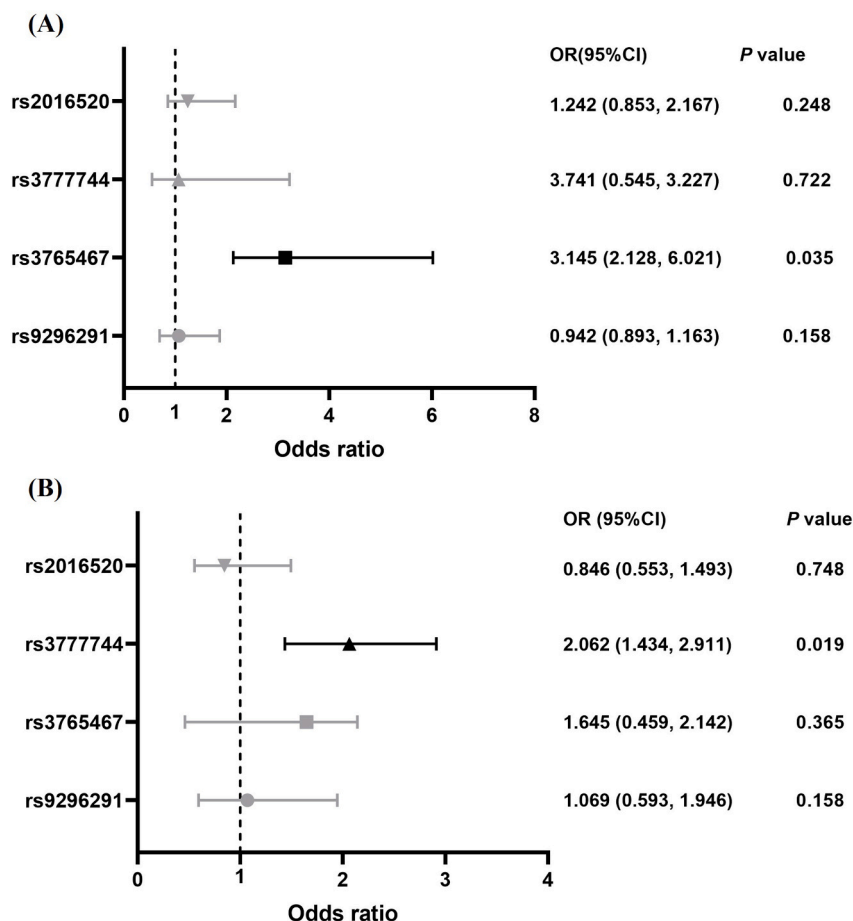 (A)
OR(95%CI) P value
rs2016520 1.242 (0.853, 2.167) 0.248
rs3777744 3.741 (0.545, 3.227) 0.722
rs3765467 3.145 (2.128, 6.021) 0.035
rs9296291 0.942 (0.893, 1.163) 0.158
0 1 2 4 6 8
Odds ratio
(B)
OR (95%CI) P value
rs2016520 0.846 (0.553, 1.493) 0.748
rs3777744 2.062 (1.434, 2.911) 0.019
rs3765467 1.645 (0.459, 2.142) 0.365
rs9296291 1.069 (0.593, 1.946) 0.158
0 1 2 3 4
Odds ratio